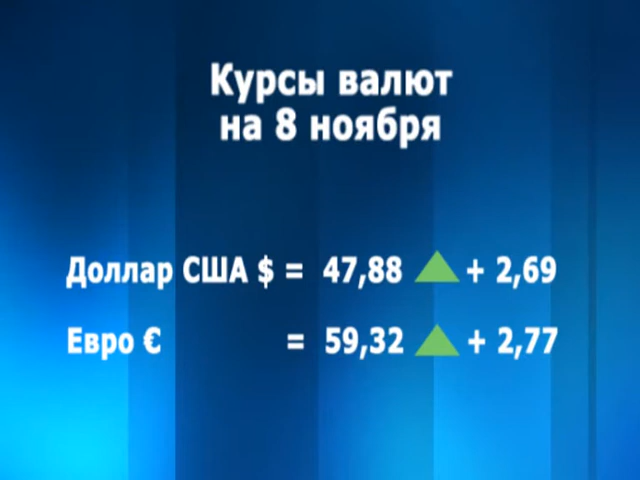 Курсы валют
на 8 ноября
Доллар США $ = 47,88 + 2,69
Евро € = 59,32 + 2,77